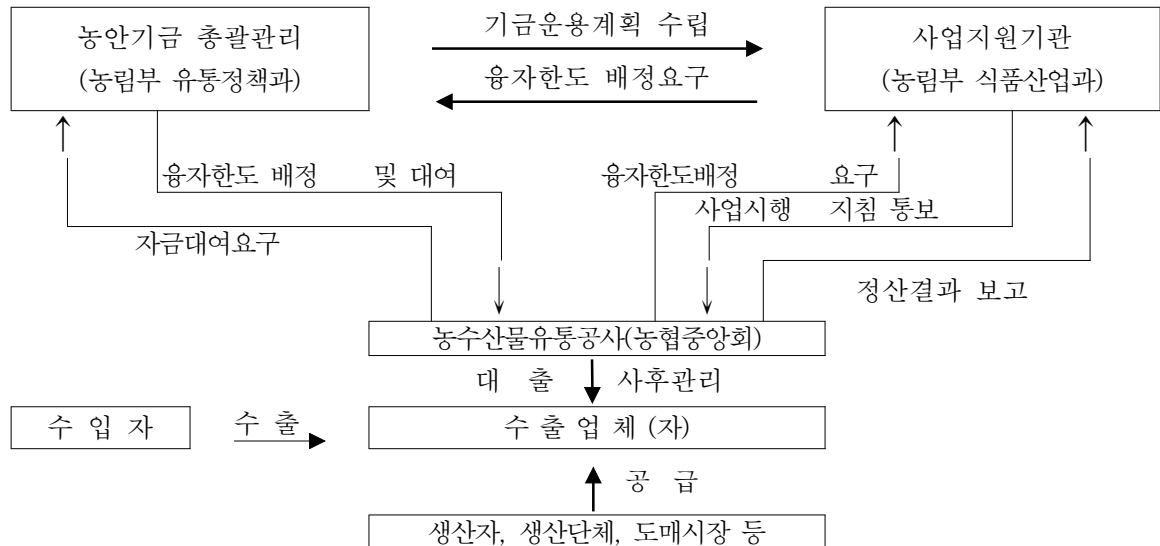 농안기금 총괄관리
(농림부 유통정책과)
기금운용계획 수립
융자한도 배정요구
사업지원기관
(농림부 식품산업과)
융자한도 배정 및 대여
융자한도배정 요구
사업시행 지침 통보
자금대여요구
정산결과 보고
농수산물유통공사(농협중앙회)
대 출 사후관리
수 입 자
수 출
수 출 업 체 (자)
공 급
생산자, 생산단체, 도매시장 등